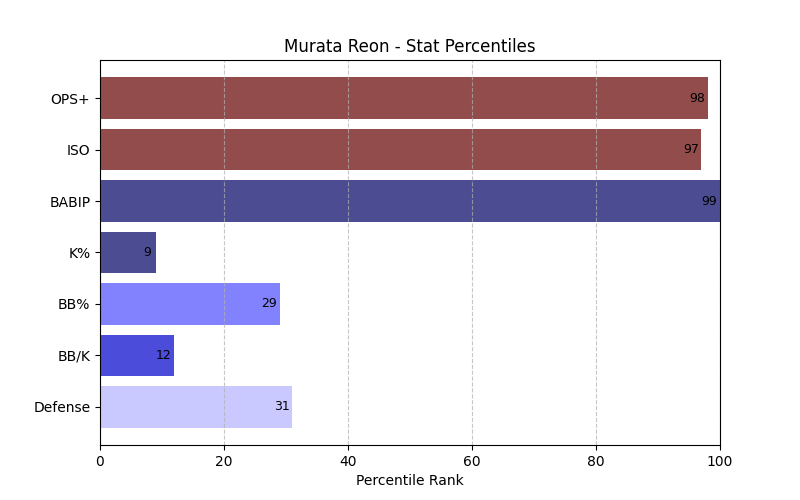 Murata Reon - Stat Percentiles
OPS+ 98
ISO 97
BABIP 99
K% 9
BB% 29
BB/K 12
Defense 31
0 20 40 60 80 100
Percentile Rank